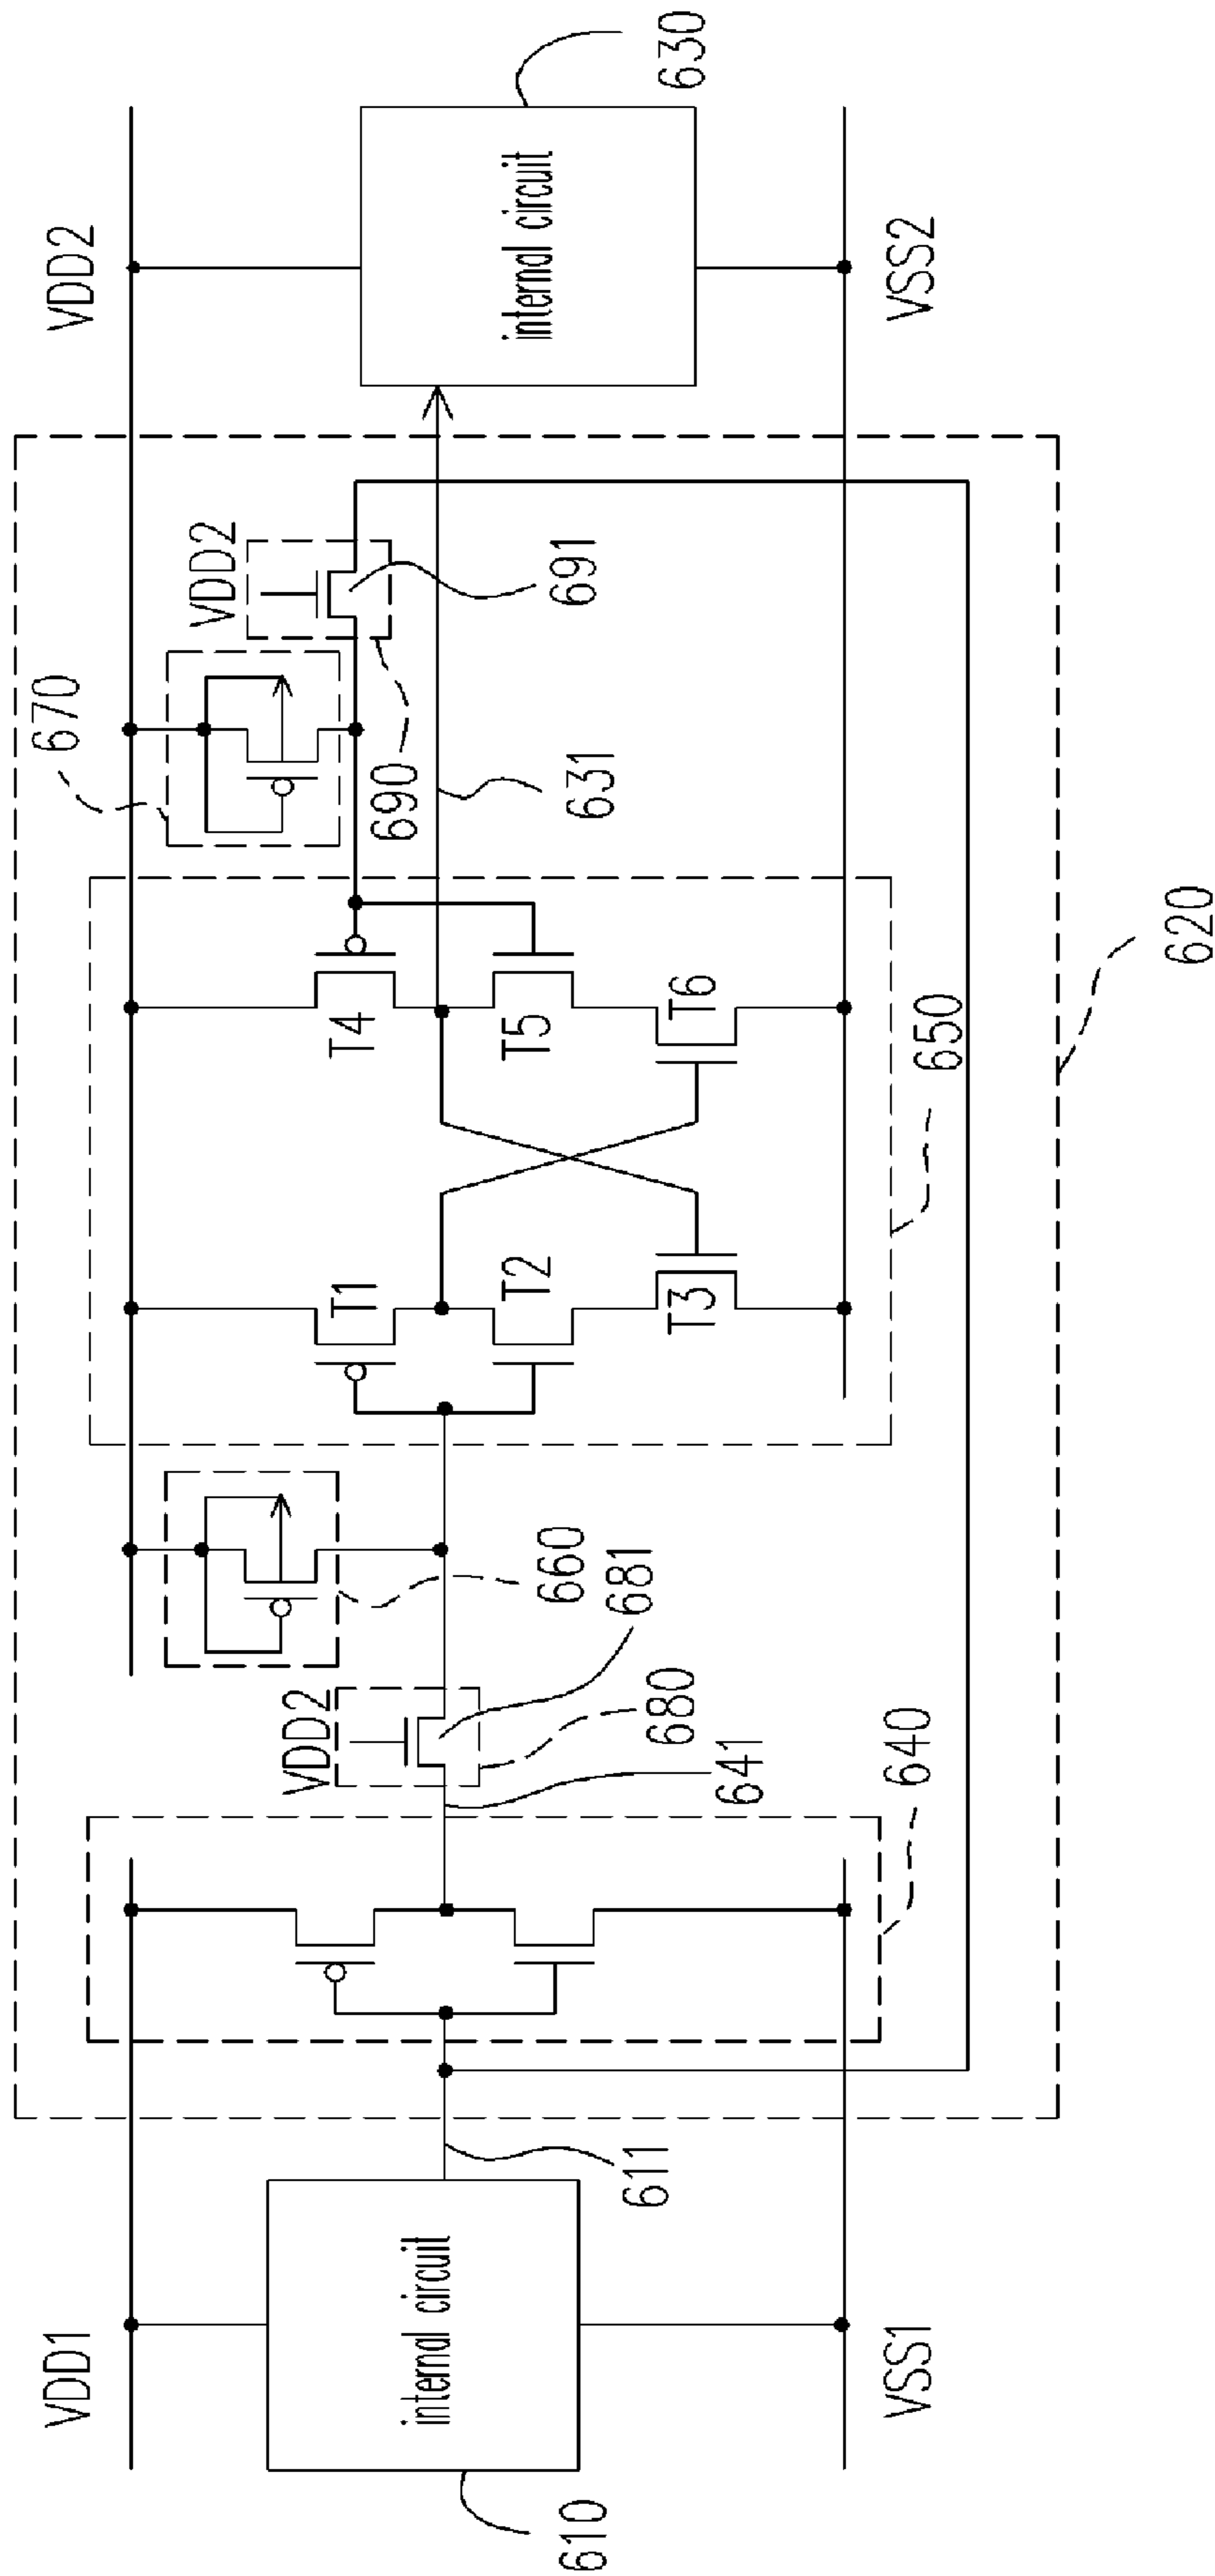 VDD1
VDD2
670
VDD2
VDD2
690
691
631
660
681
680
641
640
T1
T2
T3
T4
T5
T6
650
620
internal circuit
610
611
internal circuit
630
VSS1
VSS2